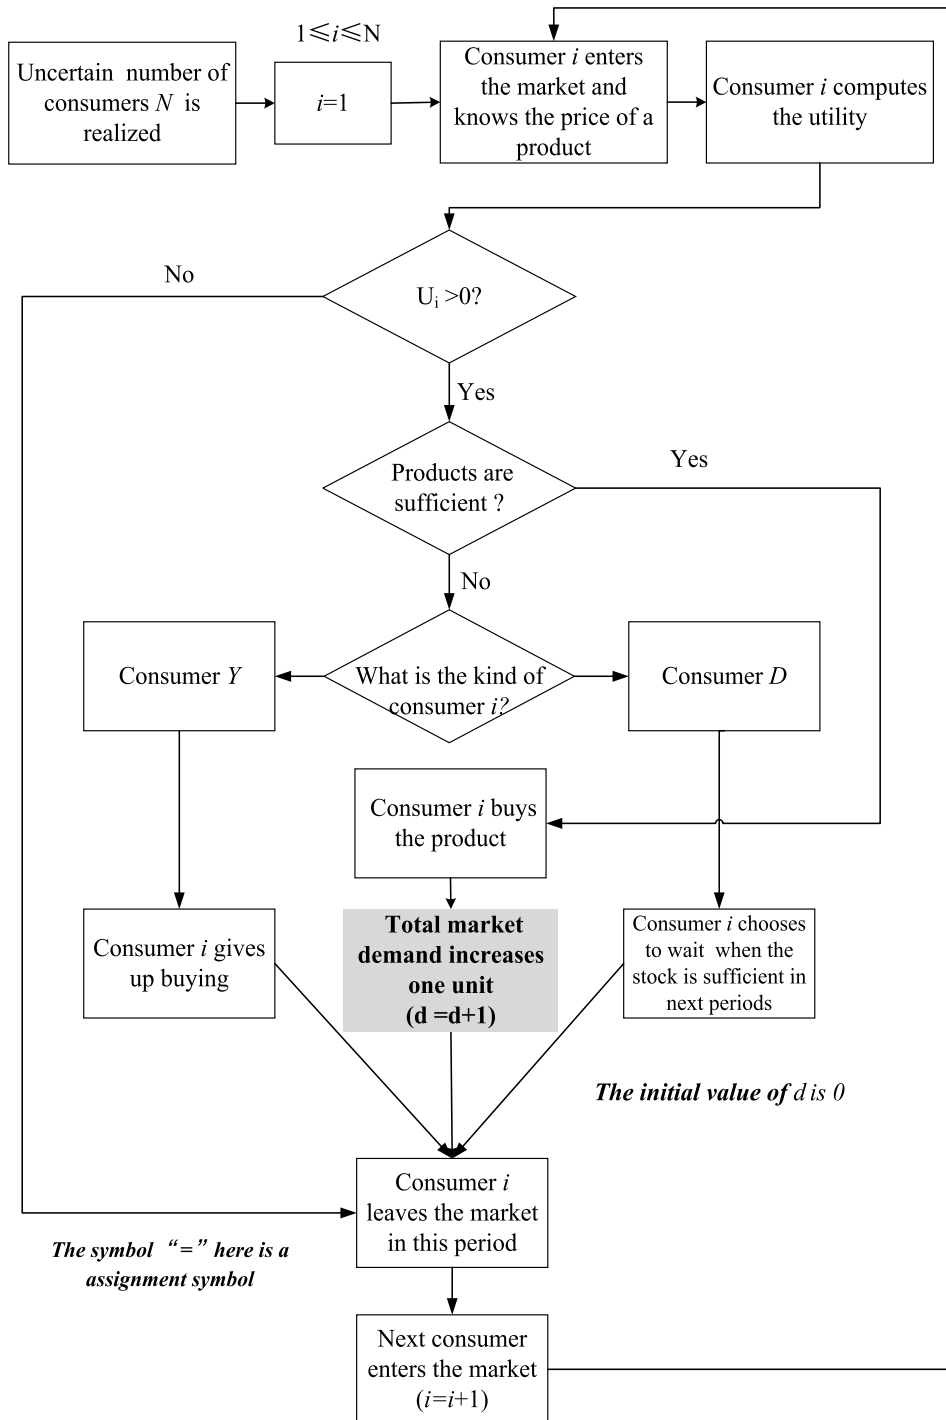 1≤i≤N
Uncertain number of
consumers N is
realized
i=1
Consumer i enters
the market and
knows the price of a
product
Consumer i computes
the utility
No
Ui >0?
Yes
Products are
sufficient ?
Yes
No
Consumer Y
What is the kind of
consumer i?
Consumer D
Consumer i buys
the product
Consumer i gives
up buying
Total market
demand increases
one unit
(d =d+1)
Consumer i chooses
to wait when the
stock is sufficient in
next periods
The initial value of d is 0
Consumer i
leaves the market
in this period
The symbol “=” here is a
assignment symbol
Next consumer
enters the market
(i=i+1)